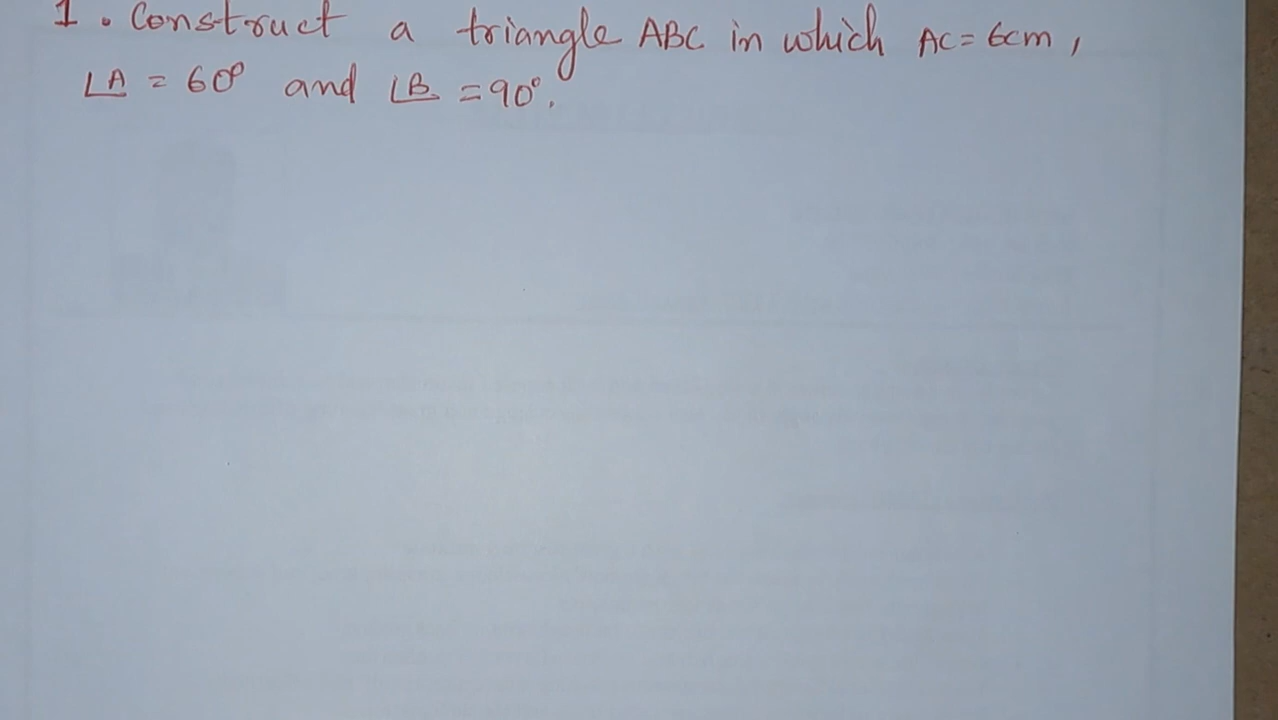 1. Construct a triangle ABC in which AC = 6cm,
∠A = 60° and ∠B = 90°.